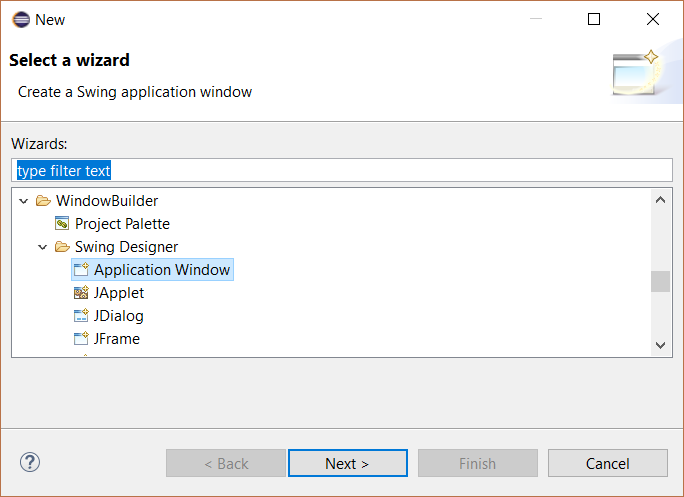 New
Select a wizard
Create a Swing application window
Wizards:
type filter text
WindowBuilder
Project Palette
Swing Designer
Application Window
JApplet
JDialog
JFrame
? < Back Next > Finish Cancel